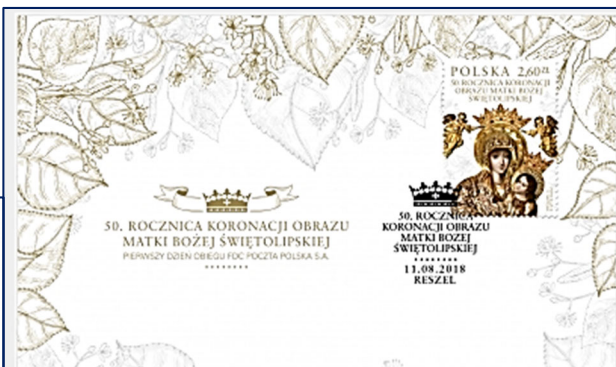 POLSKA 2,60 ZŁ
50 ROCZNICA KORONACJI
OBRAZU MATKI BOŻEJ
ŚWIĘTOLIPSKIEJ
50. ROCZNICA KORONACJI OBRAZU
MATKI BOŻEJ ŚWIĘTOLIPSKIEJ
PIERWSZY DZIEŃ OBIEGU FDC POCZTA POLSKA S.A.
50. ROCZNICA
KORONACJI OBRAZU
MATKI BOŻEJ
ŚWIĘTOLIPSKIEJ
11.08.2018
RESZEL